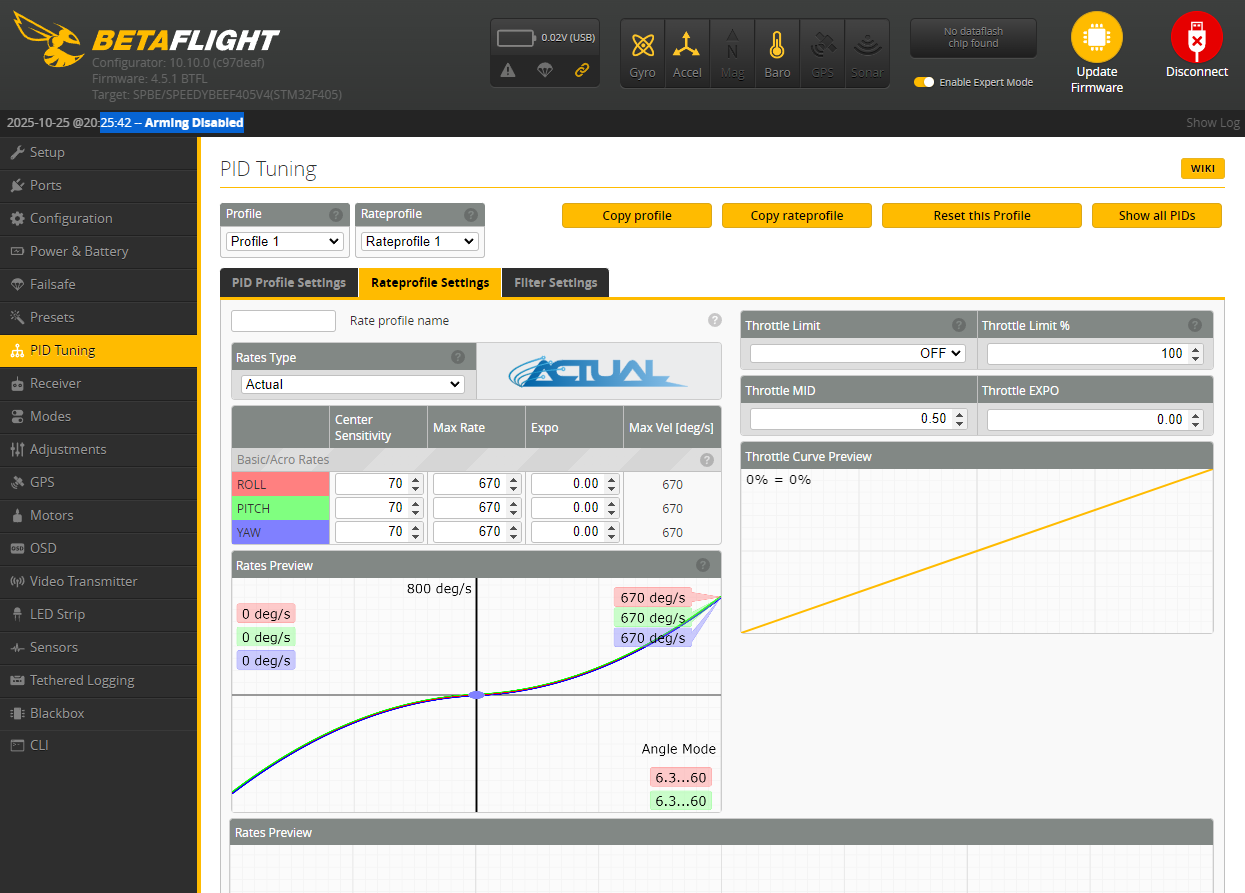 BETAFLIGHT
Configurator: 10.10.0 (c97deaf)
Firmware: 4.5.1 BTFL
Target: SPBE/SPEEDYBEEF405V4(STM32F405)
0.02V (USB)
Gyro
Accel
Mag
Baro
GPS
Sonar
No dataflash
chip found
Enable Expert Mode
Update
Firmware
Disconnect
2025-10-25 @20:25:42 -- Arming Disabled
Show Log
Setup
Ports
Configuration
Power & Battery
Failsafe
Presets
PID Tuning
Receiver
Modes
Adjustments
GPS
Motors
OSD
Video Transmitter
LED Strip
Sensors
Tethered Logging
Blackbox
CLI
PID Tuning
WIKI
Profile
Profile 1
Rateprofile
Rateprofile 1
Copy profile
Copy rateprofile
Reset this Profile
Show all PIDs
PID Profile Settings
Rateprofile Settings
Filter Settings
Rate profile name
Rates Type
Actual
ACTUAL
Center
Sensitivity
Max Rate
Expo
Max Vel [deg/s]
Basic/Acro Rates
ROLL 70 670 0.00 670
PITCH 70 670 0.00 670
YAW 70 670 0.00 670
Rates Preview
800 deg/s
0 deg/s
0 deg/s
0 deg/s
670 deg/s
670 deg/s
670 deg/s
Angle Mode
6.3...60
6.3...60
Throttle Limit
OFF
Throttle Limit %
100
Throttle MID
0.50
Throttle EXPO
0.00
Throttle Curve Preview
0% = 0%
Rates Preview